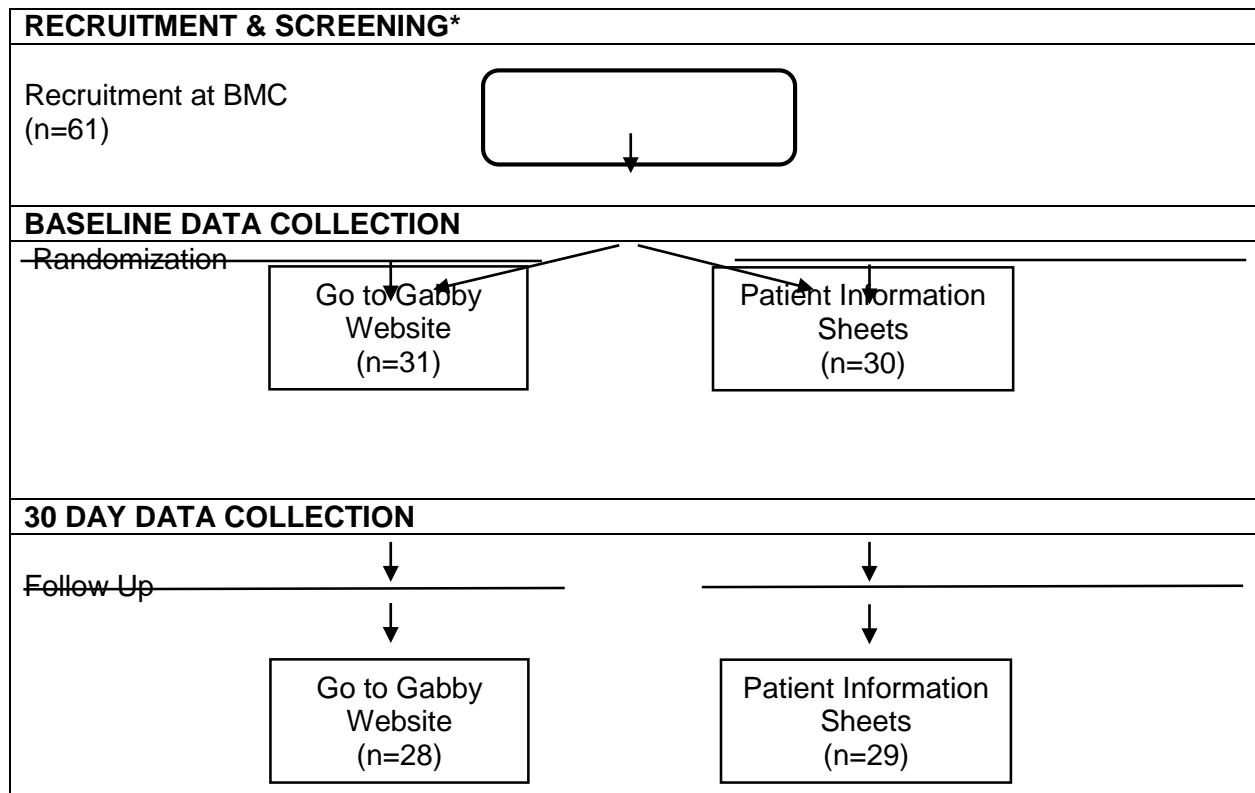 RECRUITMENT & SCREENING*
Recruitment at BMC
(n=61)
BASELINE DATA COLLECTION
Randomization
Go to Gabby
Website
(n=31)
Patient Information
Sheets
(n=30)
30 DAY DATA COLLECTION
Follow Up
Go to Gabby
Website
(n=28)
Patient Information
Sheets
(n=29)